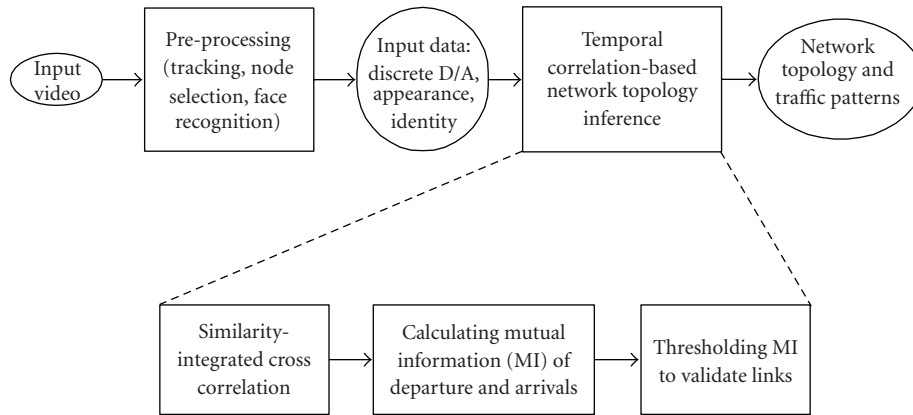 Input
video
Pre-processing
(tracking, node
selection, face
recognition)
Input data:
discrete D/A,
appearance,
identity
Temporal
correlation-based
network topology
inference
Network
topology and
traffic patterns
Similarity-
integrated cross
correlation
Calculating mutual
information (MI) of
departure and arrivals
Thresholding MI
to validate links